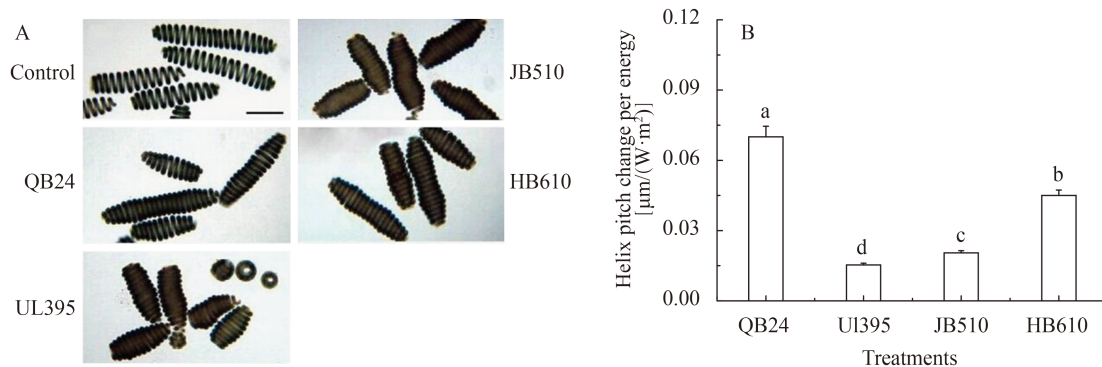 A
Control
JB510
QB24
HB610
UL395
B
Helix pitch change per energy
[μm/(W·m²)]
0.12
0.09
0.06
0.03
0.00
a
d
c
b
QB24
Ul395
JB510
HB610
Treatments